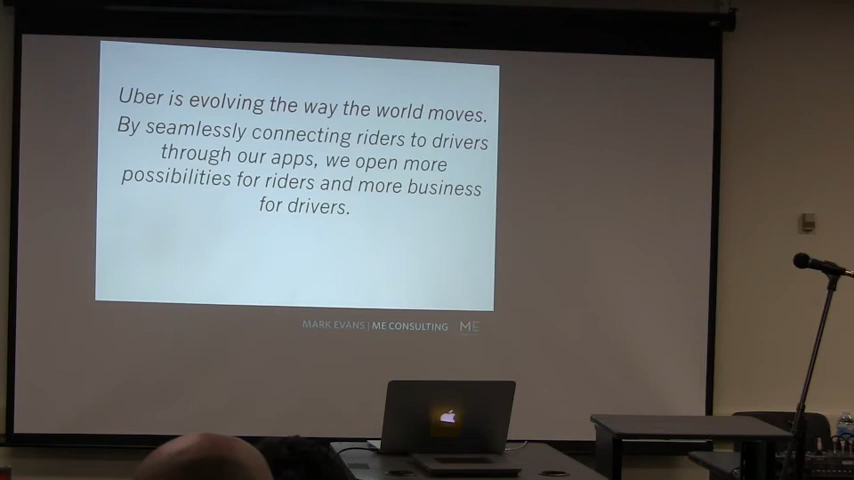 Uber is evolving the way the world moves.
By seamlessly connecting riders to drivers
through our apps, we open more
possibilities for riders and more business
for drivers.
MARK EVANS | ME CONSULTING ME